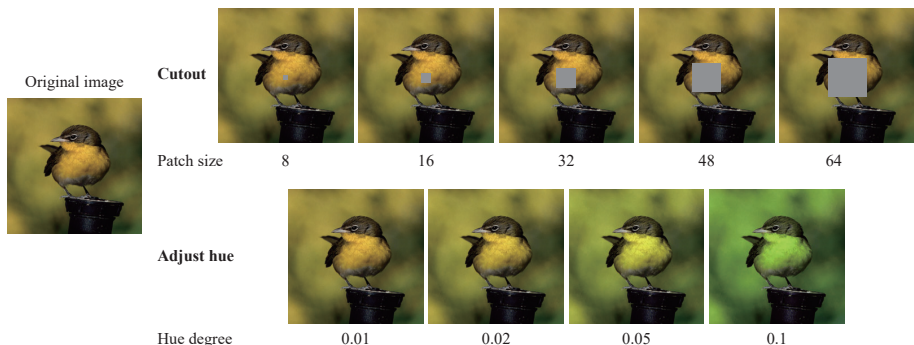 Original image
Cutout
Patch size 8 16 32 48 64
Adjust hue
Hue degree 0.01 0.02 0.05 0.1